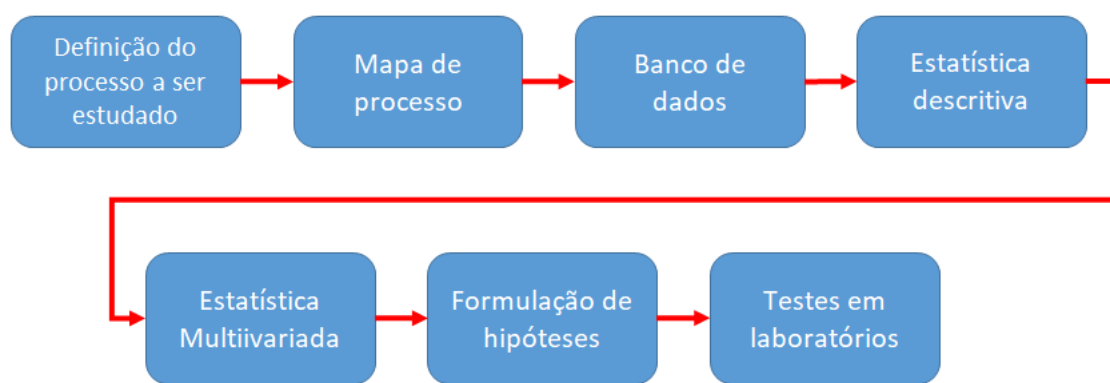 Definição do
processo a ser
estudado
Mapa de
processo
Banco de
dados
Estatística
descritiva
Estatística
Multiivariada
Formulação de
hipóteses
Testes em
laboratórios